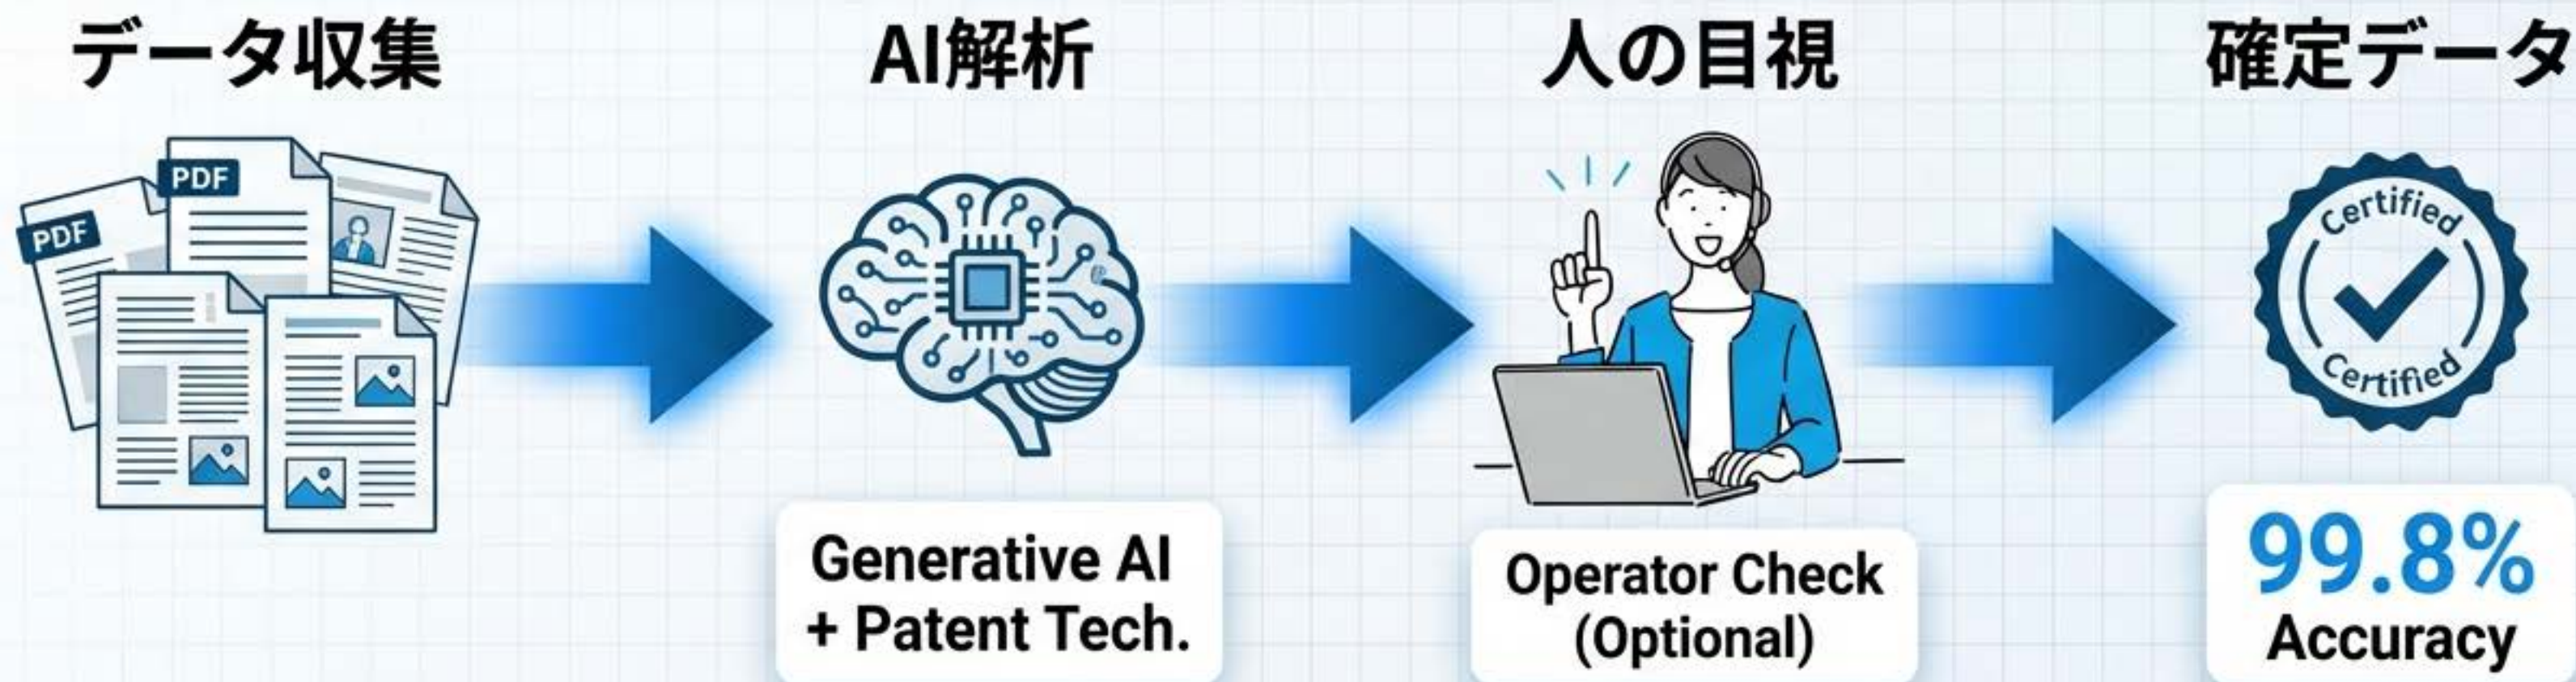 データ収集
AI解析
人の目視
確定データ
PDF
PDF
Generative AI
+ Patent Tech.
Operator Check
(Optional)
Certified
Certified
99.8%
Accuracy